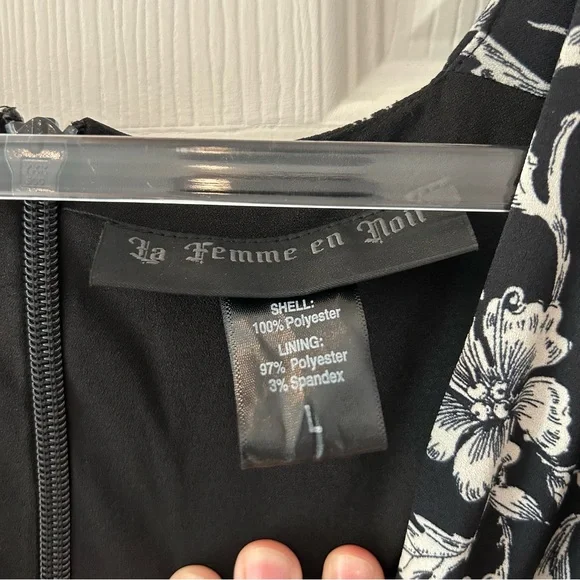 La Femme en Noir
SHELL:
100% Polyester
LINING:
97% Polyester
3% Spandex
L